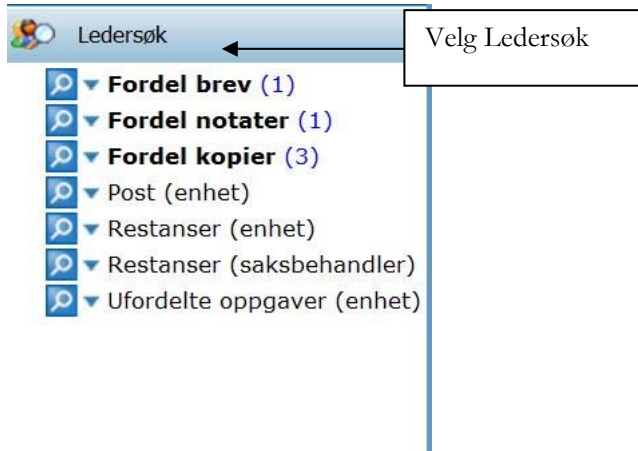 Ledersøk
Velg Ledersøk
Fordel brev (1)
Fordel notater (1)
Fordel kopier (3)
Post (enhet)
Restanser (enhet)
Restanser (saksbehandler)
Ufordelte oppgaver (enhet)